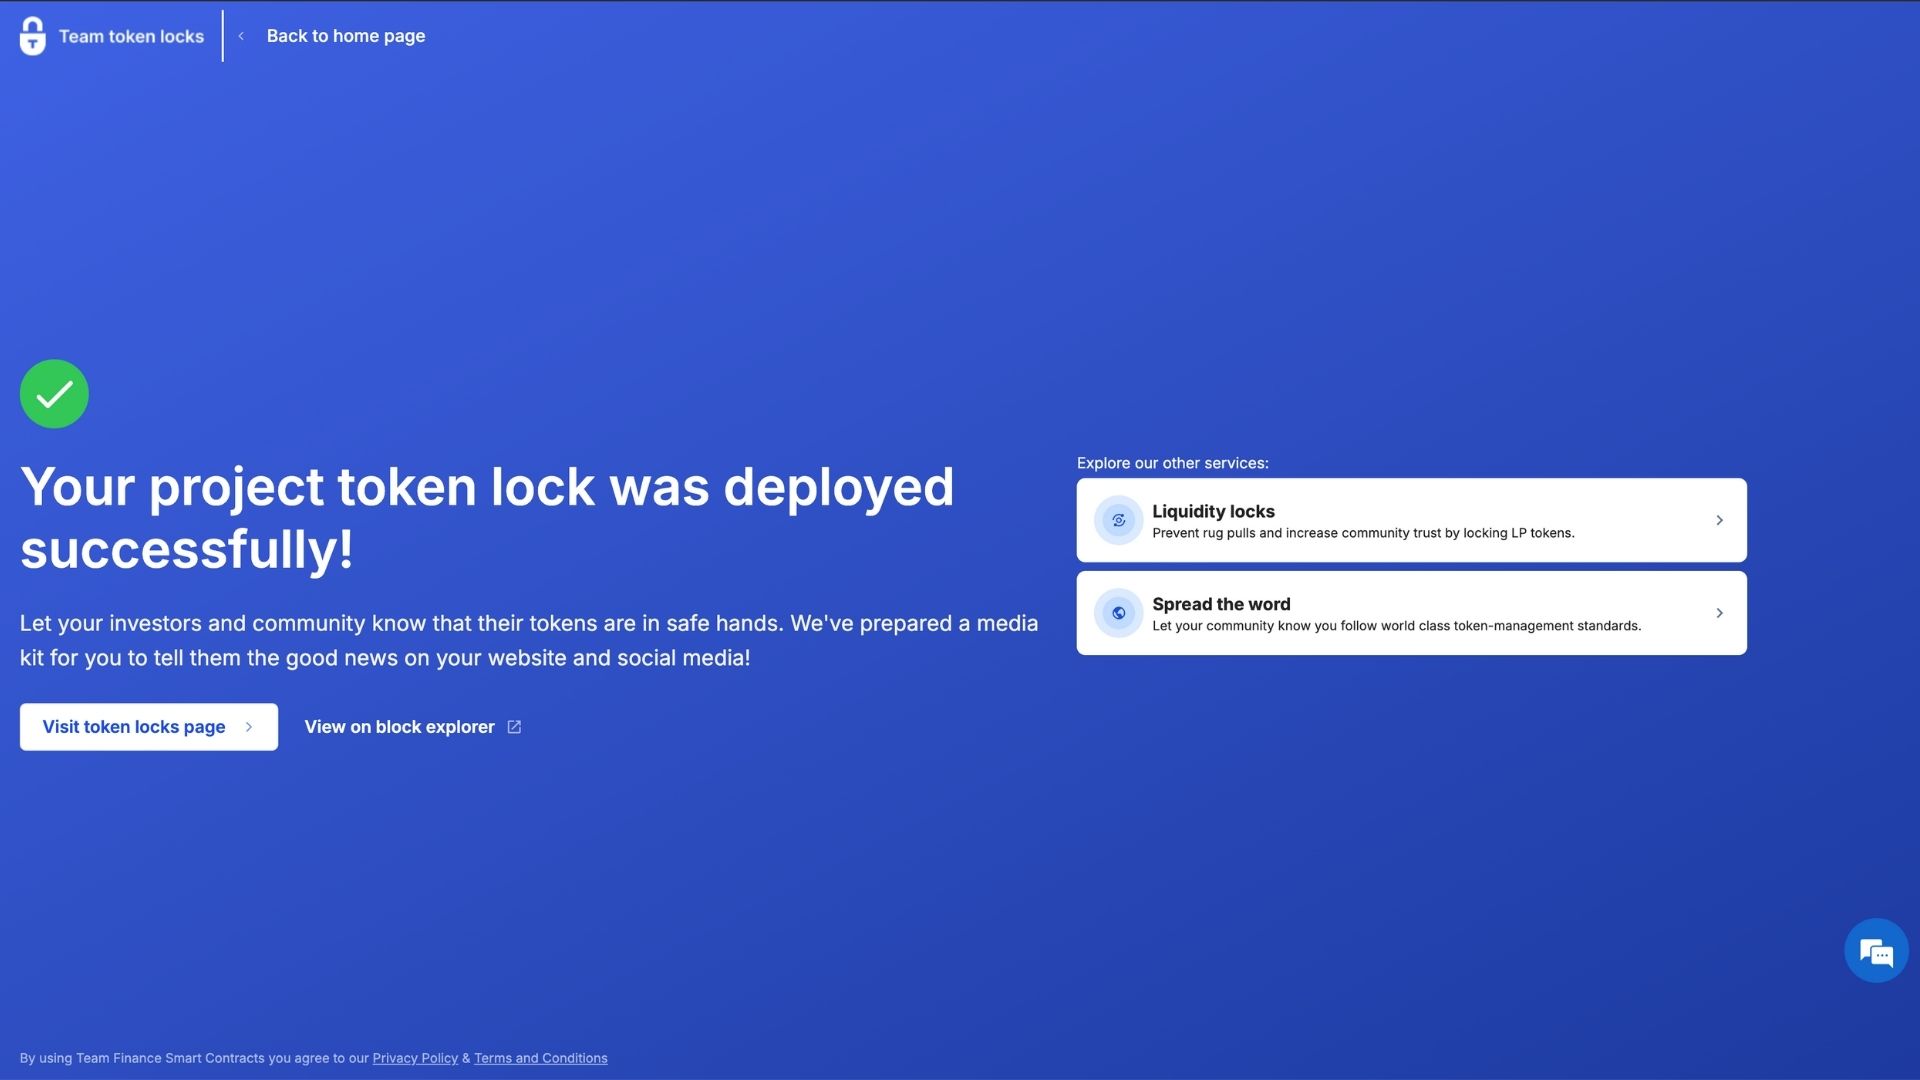 Team token locks
Back to home page
Your project token lock was deployed
successfully!
Let your investors and community know that their tokens are in safe hands. We've prepared a media
kit for you to tell them the good news on your website and social media!
Visit token locks page
View on block explorer
Explore our other services:
Liquidity locks
Prevent rug pulls and increase community trust by locking LP tokens.
Spread the word
Let your community know you follow world class token-management standards.
By using Team Finance Smart Contracts you agree to our Privacy Policy & Terms and Conditions